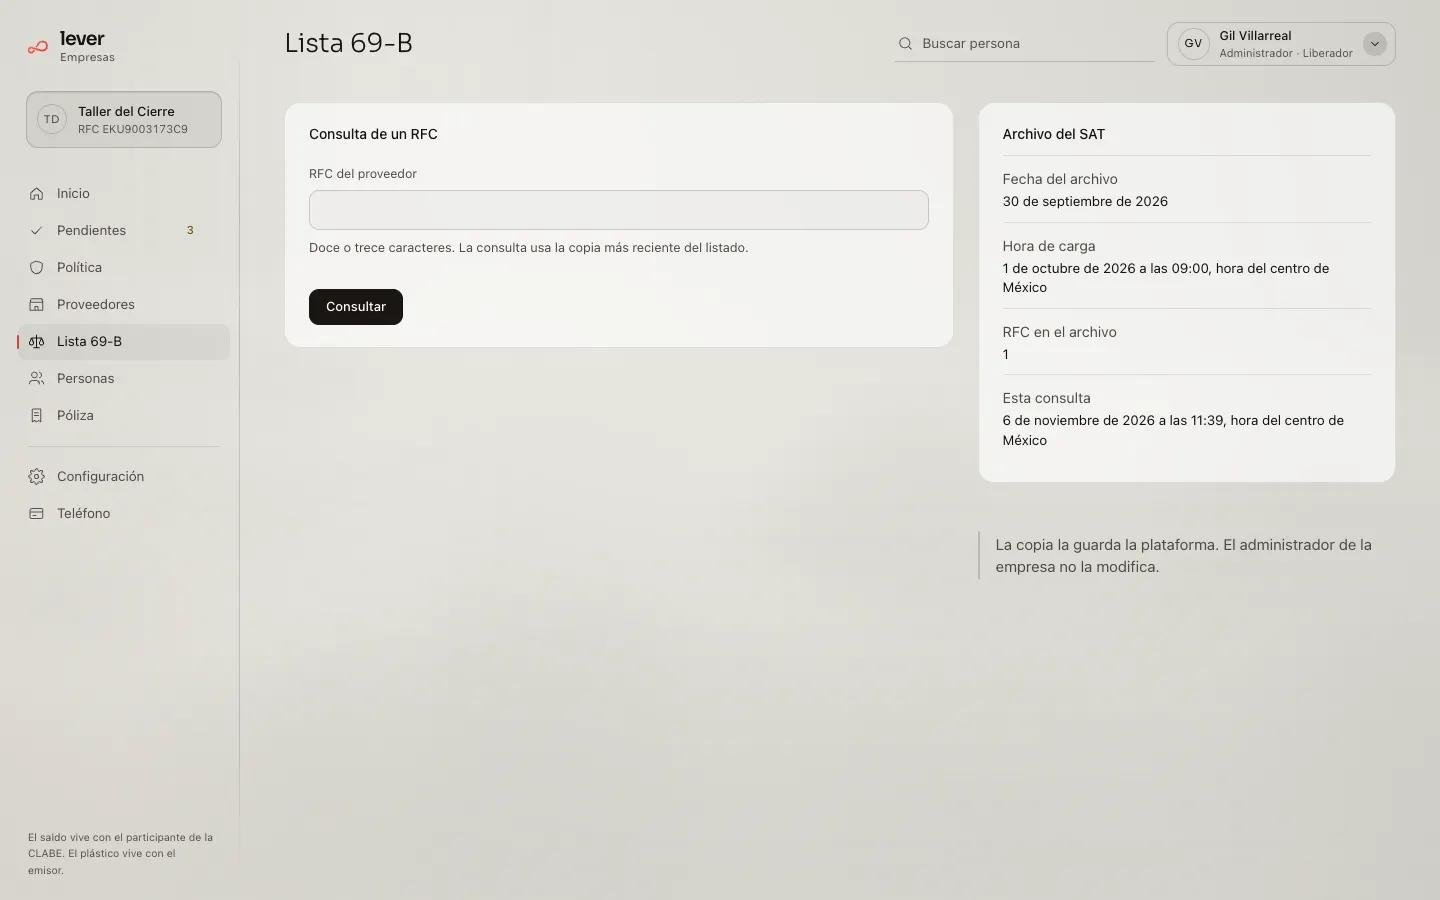 lever
Empresas
TD
Taller del Cierre
RFC EKU9003173C9
Inicio
Pendientes 3
Política
Proveedores
Lista 69-B
Personas
Póliza
Configuración
Teléfono
El saldo vive con el participante de la
CLABE. El plástico vive con el
emisor.
Lista 69-B
Buscar persona
GV
Gil Villarreal
Administrador · Liberador
Consulta de un RFC
RFC del proveedor
Doce o trece caracteres. La consulta usa la copia más reciente del listado.
Consultar
Archivo del SAT
Fecha del archivo
30 de septiembre de 2026
Hora de carga
1 de octubre de 2026 a las 09:00, hora del centro de
México
RFC en el archivo
1
Esta consulta
6 de noviembre de 2026 a las 11:39, hora del centro de
México
La copia la guarda la plataforma. El administrador de la
empresa no la modifica.